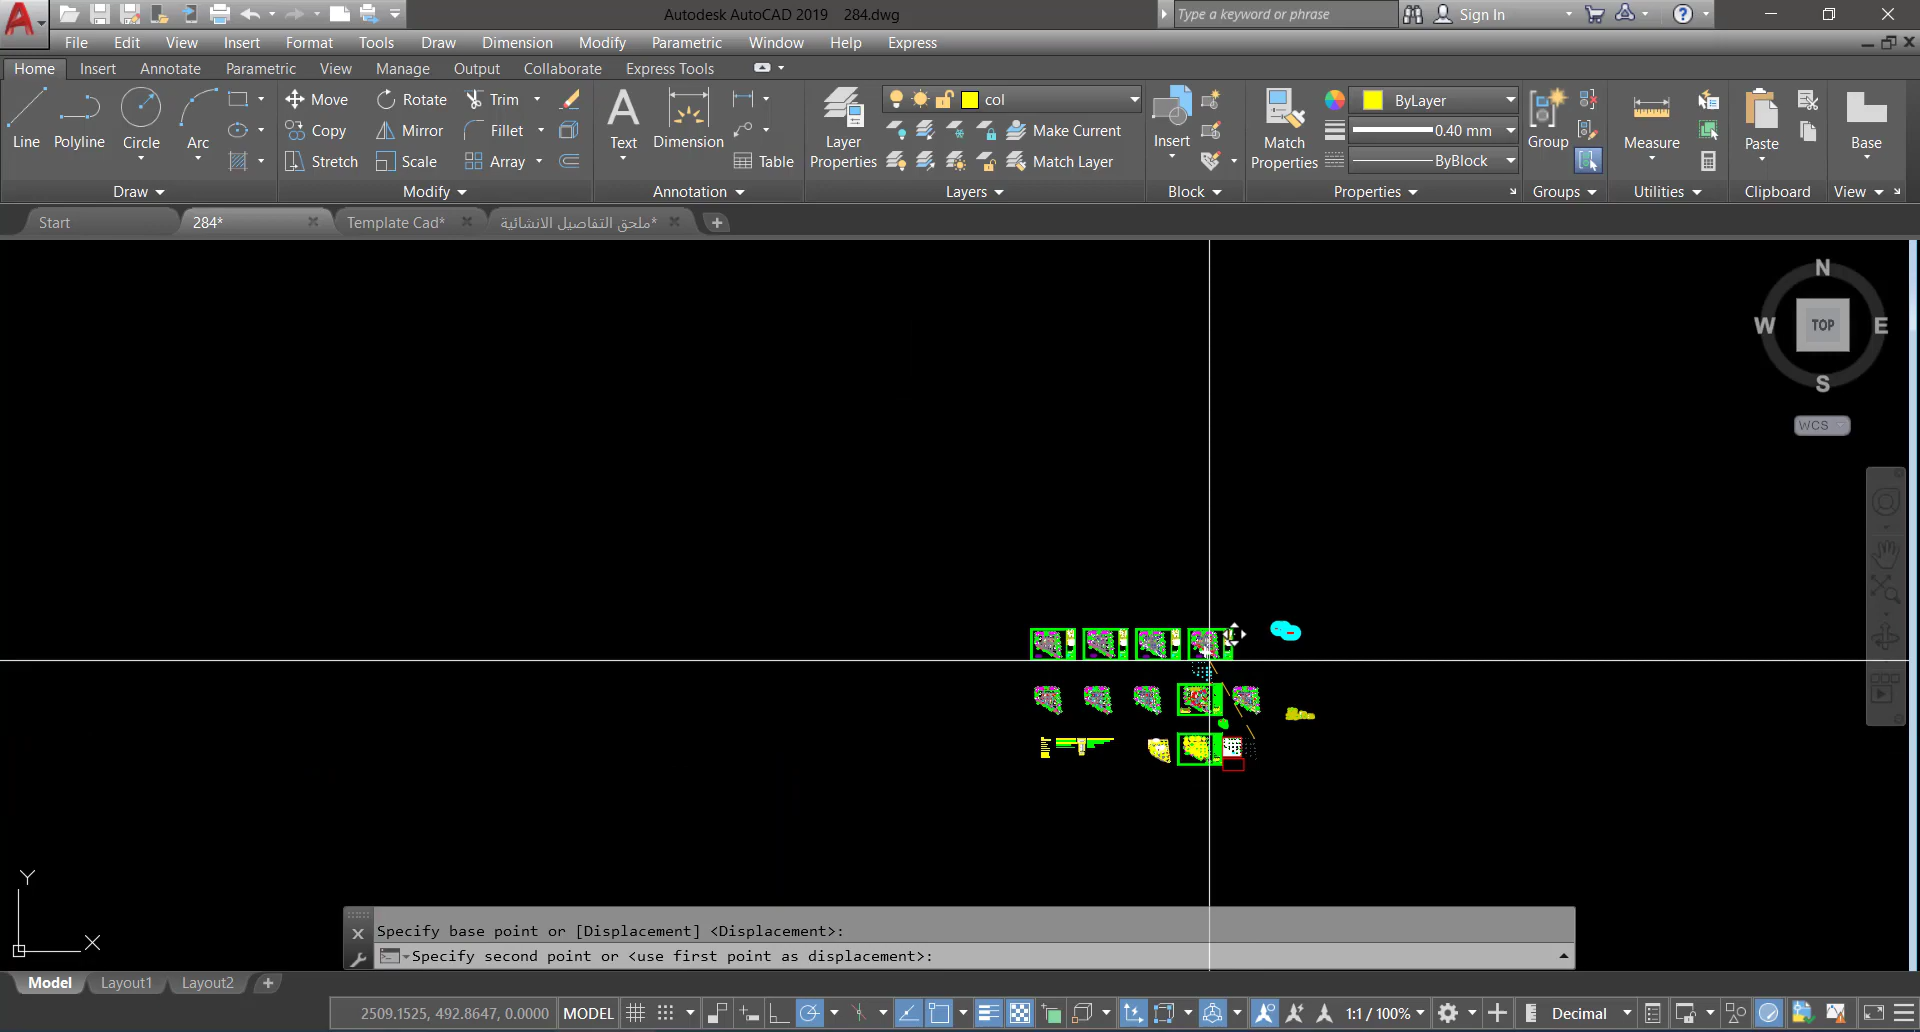 Autodesk AutoCAD 2019 284.dwg
Type a keyword or phrase
Sign In
File Edit View Insert Format Tools Draw Dimension Modify Parametric Window Help Express
Home Insert Annotate Parametric View Manage Output Collaborate Express Tools
Line
Polyline
Circle
Arc
Draw
Move
Rotate
Trim
Copy
Mirror
Fillet
Stretch
Scale
Array
Modify
Text
Dimension
Table
Annotation
Layer
Properties
col
Make Current
Match Layer
Layers
Insert
Block
Match
Properties
ByLayer
0.40 mm
ByBlock
Properties
Group
Groups
Measure
Utilities
Paste
Clipboard
Base
View
Start
284*
Template Cad*
ملحق التفاصيل الانشائية*
N
W TOP E
S
WCS
Y
X
Specify base point or [Displacement] <Displacement>:
Specify second point or <use first point as displacement>:
Model Layout1 Layout2
2509.1525, 492.8647, 0.0000 MODEL 1:1 / 100% Decimal